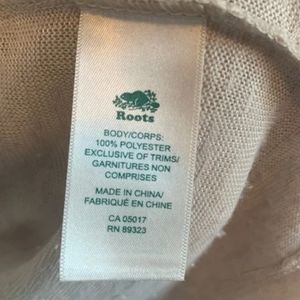 Roots
BODY/CORPS:
100% POLYESTER
EXCLUSIVE OF TRIMS/
GARNITURES NON
COMPRISES
MADE IN CHINA/
FABRIQUÉ EN CHINE
CA 05017
RN 89323